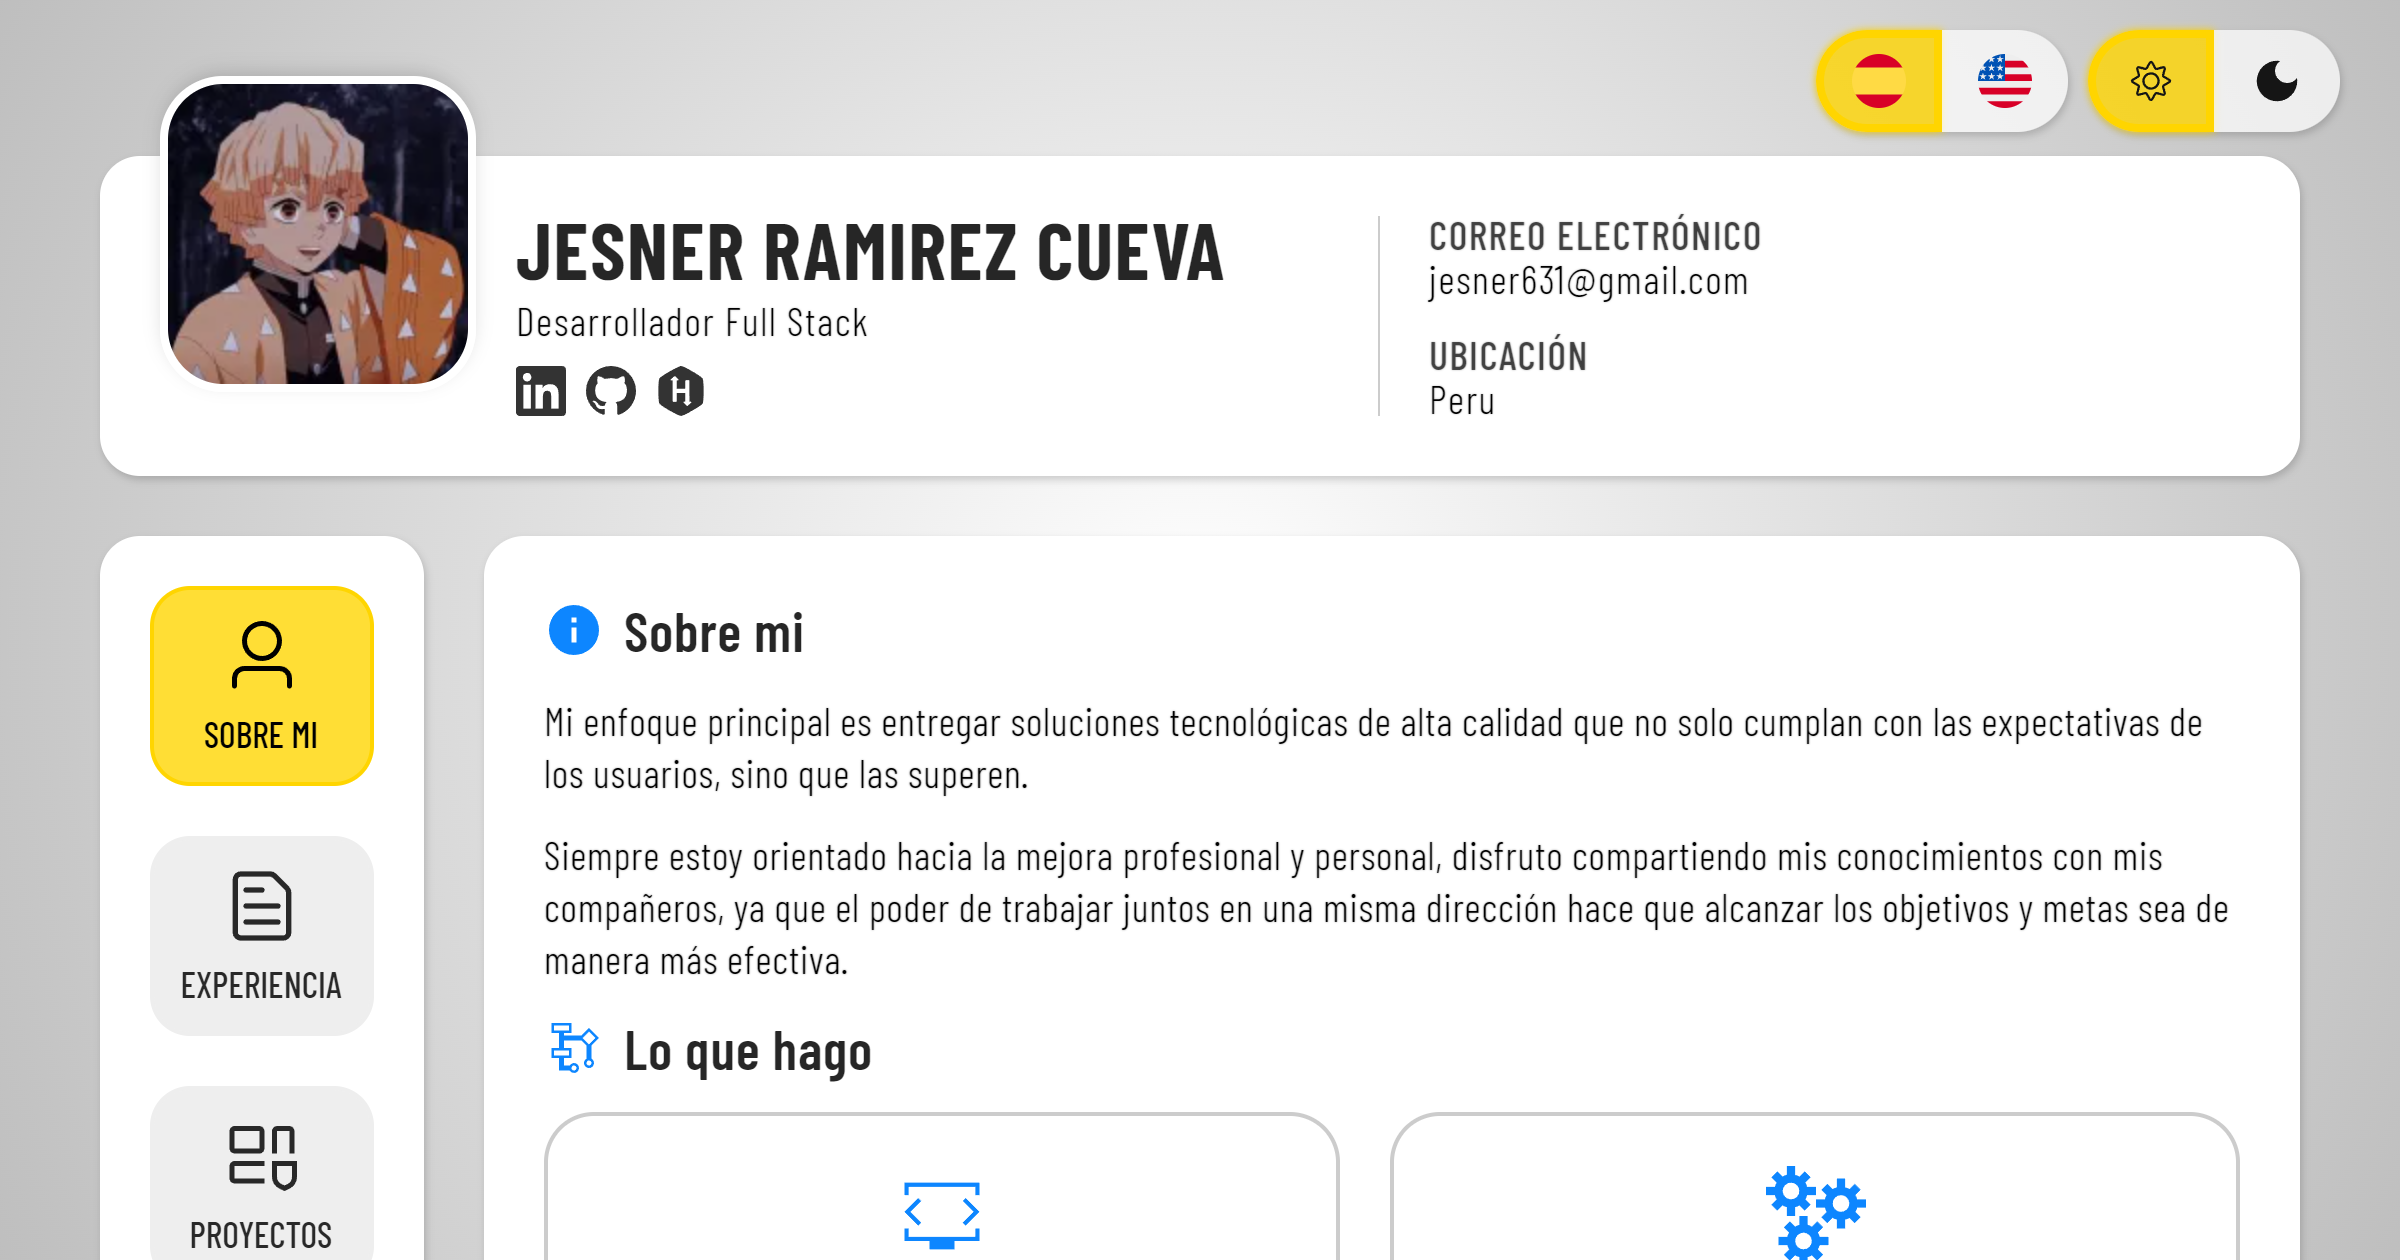 JESNER RAMIREZ CUEVA
Desarrollador Full Stack
CORREO ELECTRÓNICO
jesner631@gmail.com
UBICACIÓN
Peru
SOBRE MI
EXPERIENCIA
PROYECTOS
Sobre mi
Mi enfoque principal es entregar soluciones tecnológicas de alta calidad que no solo cumplan con las expectativas de
los usuarios, sino que las superen.
Siempre estoy orientado hacia la mejora profesional y personal, disfruto compartiendo mis conocimientos con mis
compañeros, ya que el poder de trabajar juntos en una misma dirección hace que alcanzar los objetivos y metas sea de
manera más efectiva.
Lo que hago